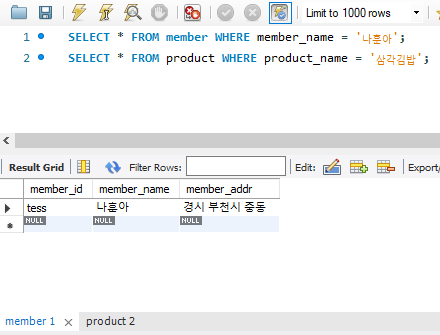 Limit to 1000 rows
1 SELECT * FROM member WHERE member_name = '나훈아';
2 SELECT * FROM product WHERE product_name = '삼각김밥';
Result Grid Filter Rows: Edit: Export/
member_id member_name member_addr
tess 나훈아 경시 부천시 중동
NULL NULL NULL
member 1 × product 2